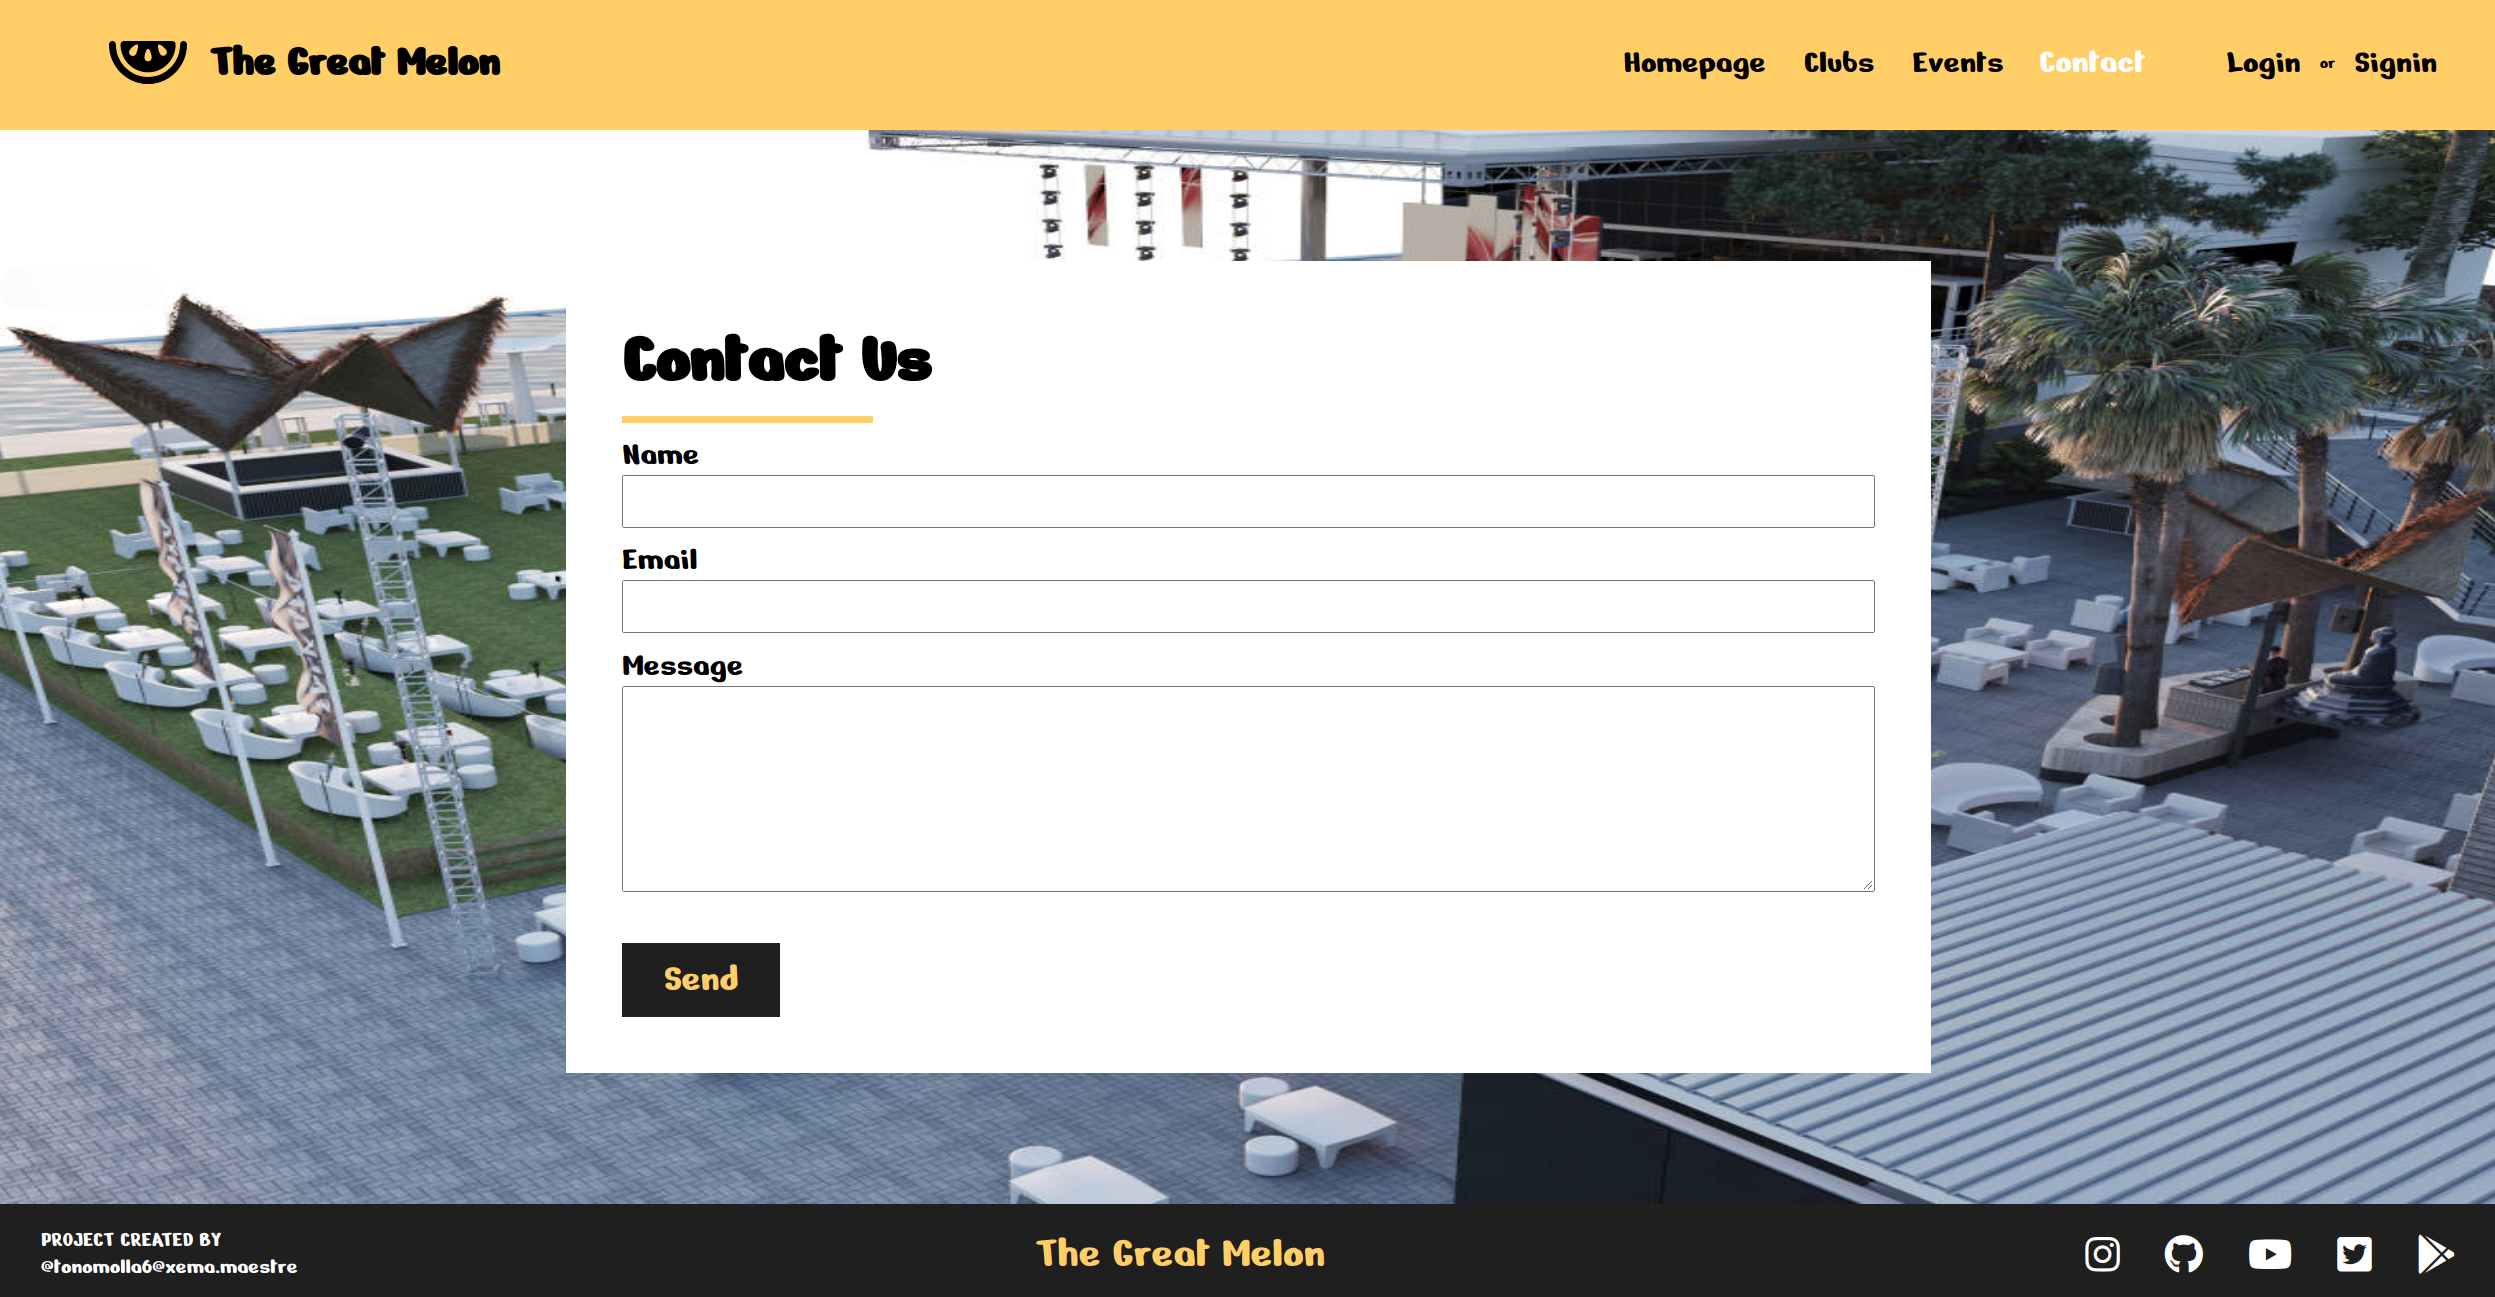 The Great Melon
Homepage Clubs Events Contact Login or Signin
Contact Us
Name
Email
Message
Send
PROJECT CREATED BY
@tonomolla6@xema.maestre
The Great Melon